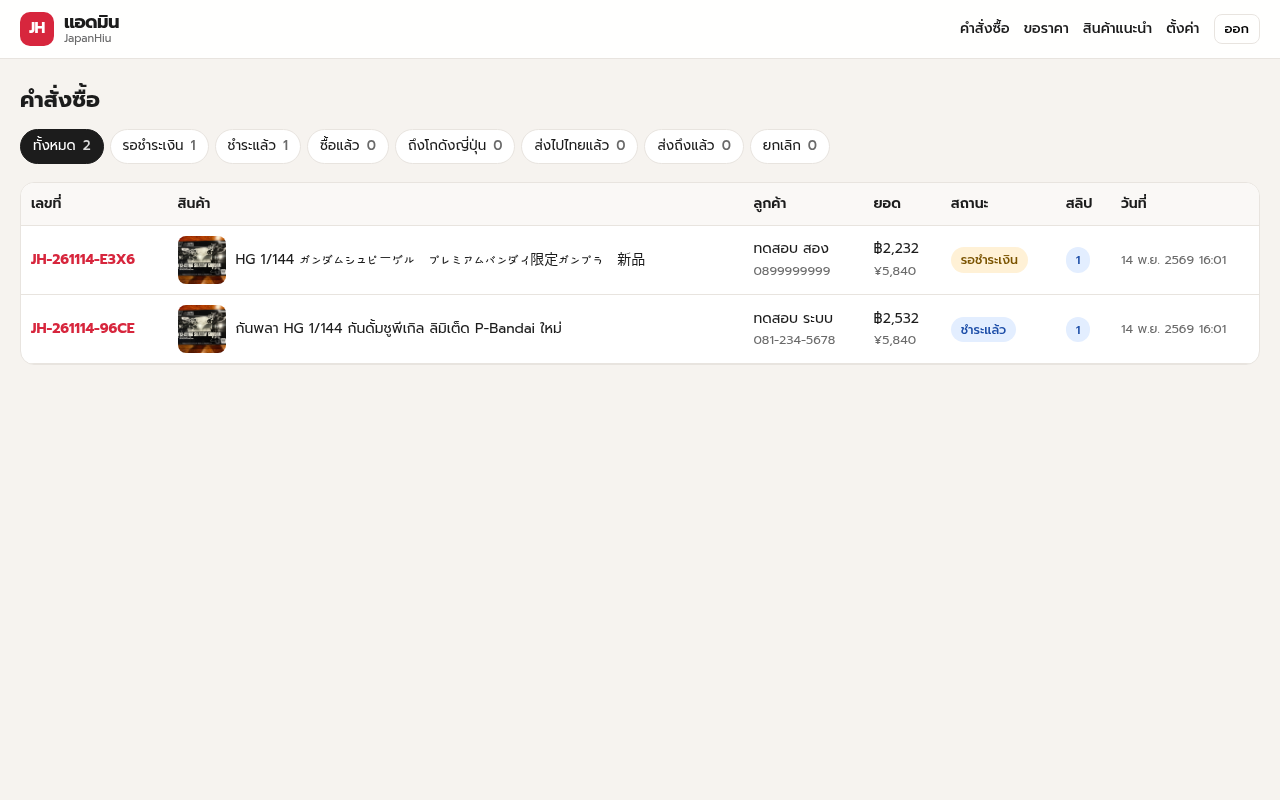 JH
แอดมิน
JapanHiu
คำสั่งซื้อ ขอราคา สินค้าแนะนำ ตั้งค่า ออก
คำสั่งซื้อ
ทั้งหมด 2 รอชำระเงิน 1 ชำระแล้ว 1 ซื้อแล้ว 0 ถึงโกดังญี่ปุ่น 0 ส่งไปไทยแล้ว 0 ส่งถึงแล้ว 0 ยกเลิก 0
เลขที่ สินค้า ลูกค้า ยอด สถานะ สลิป วันที่
JH-261114-E3X6 HG 1/144 ガンダムシュピーゲル　プレミアムバンダイ限定ガンプラ　新品 ทดสอบ สอง ฿2,232 รอชำระเงิน 1 14 พ.ย. 2569 16:01
0899999999 ¥5,840
JH-261114-96CE กันพลา HG 1/144 กันดั้มชูพีเกิล ลิมิเต็ด P-Bandai ใหม่ ทดสอบ ระบบ ฿2,532 ชำระแล้ว 1 14 พ.ย. 2569 16:01
081-234-5678 ¥5,840